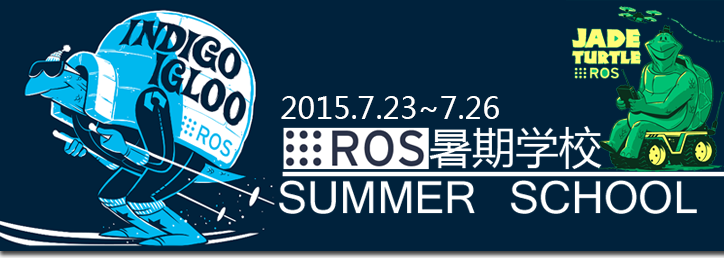 INDIGO
IGLOO
ROS
JADE
TURTLE
ROS
2015.7.23~7.26
ROS暑期学校
SUMMER SCHOOL